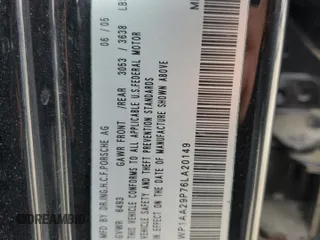 MFD BY DR.ING.H.C.F.PORSCHE AG 06 / 05
GVWR 6493 GAWR FRONT /REAR 3053 / 3638 LB
THIS VEHICLE CONFORMS TO ALL APPLICABLE U.S.FEDERAL MOTOR
VEHICLE SAFETY AND THEFT PREVENTION STANDARDS
IN EFFECT ON THE DATE OF MANUFACTURE SHOWN ABOVE
WP1AA29P76LA20149